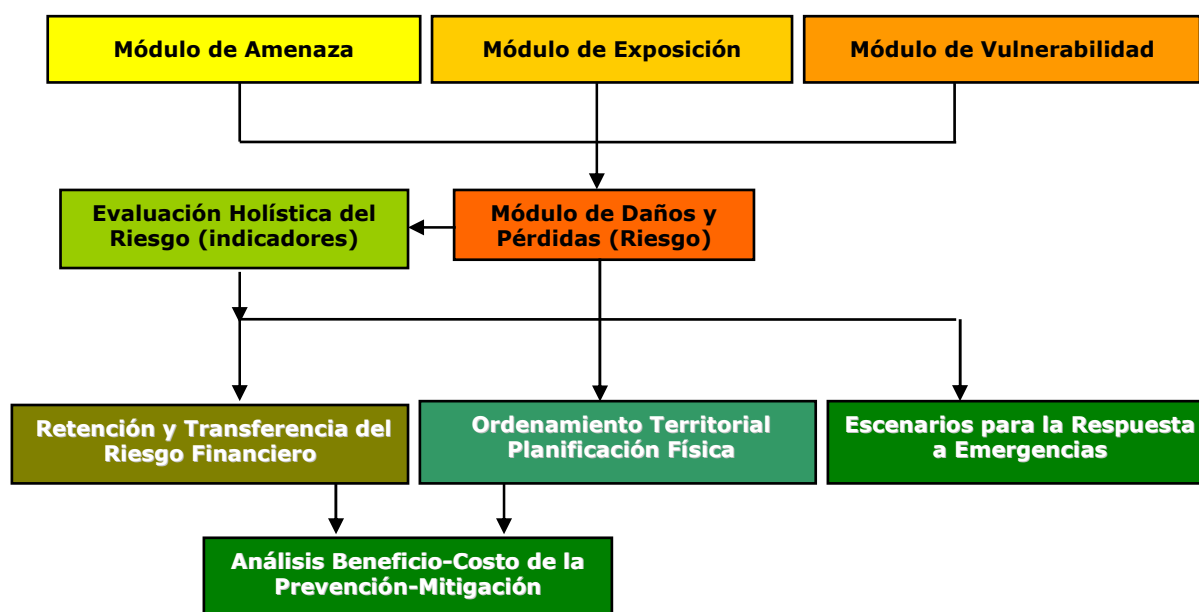 Módulo de Amenaza
Módulo de Exposición
Módulo de Vulnerabilidad
Evaluación Holística del
Riesgo (indicadores)
Módulo de Daños y
Pérdidas (Riesgo)
Retención y Transferencia del
Riesgo Financiero
Ordenamiento Territorial
Planificación Física
Escenarios para la Respuesta
a Emergencias
Análisis Beneficio-Costo de la
Prevención-Mitigación